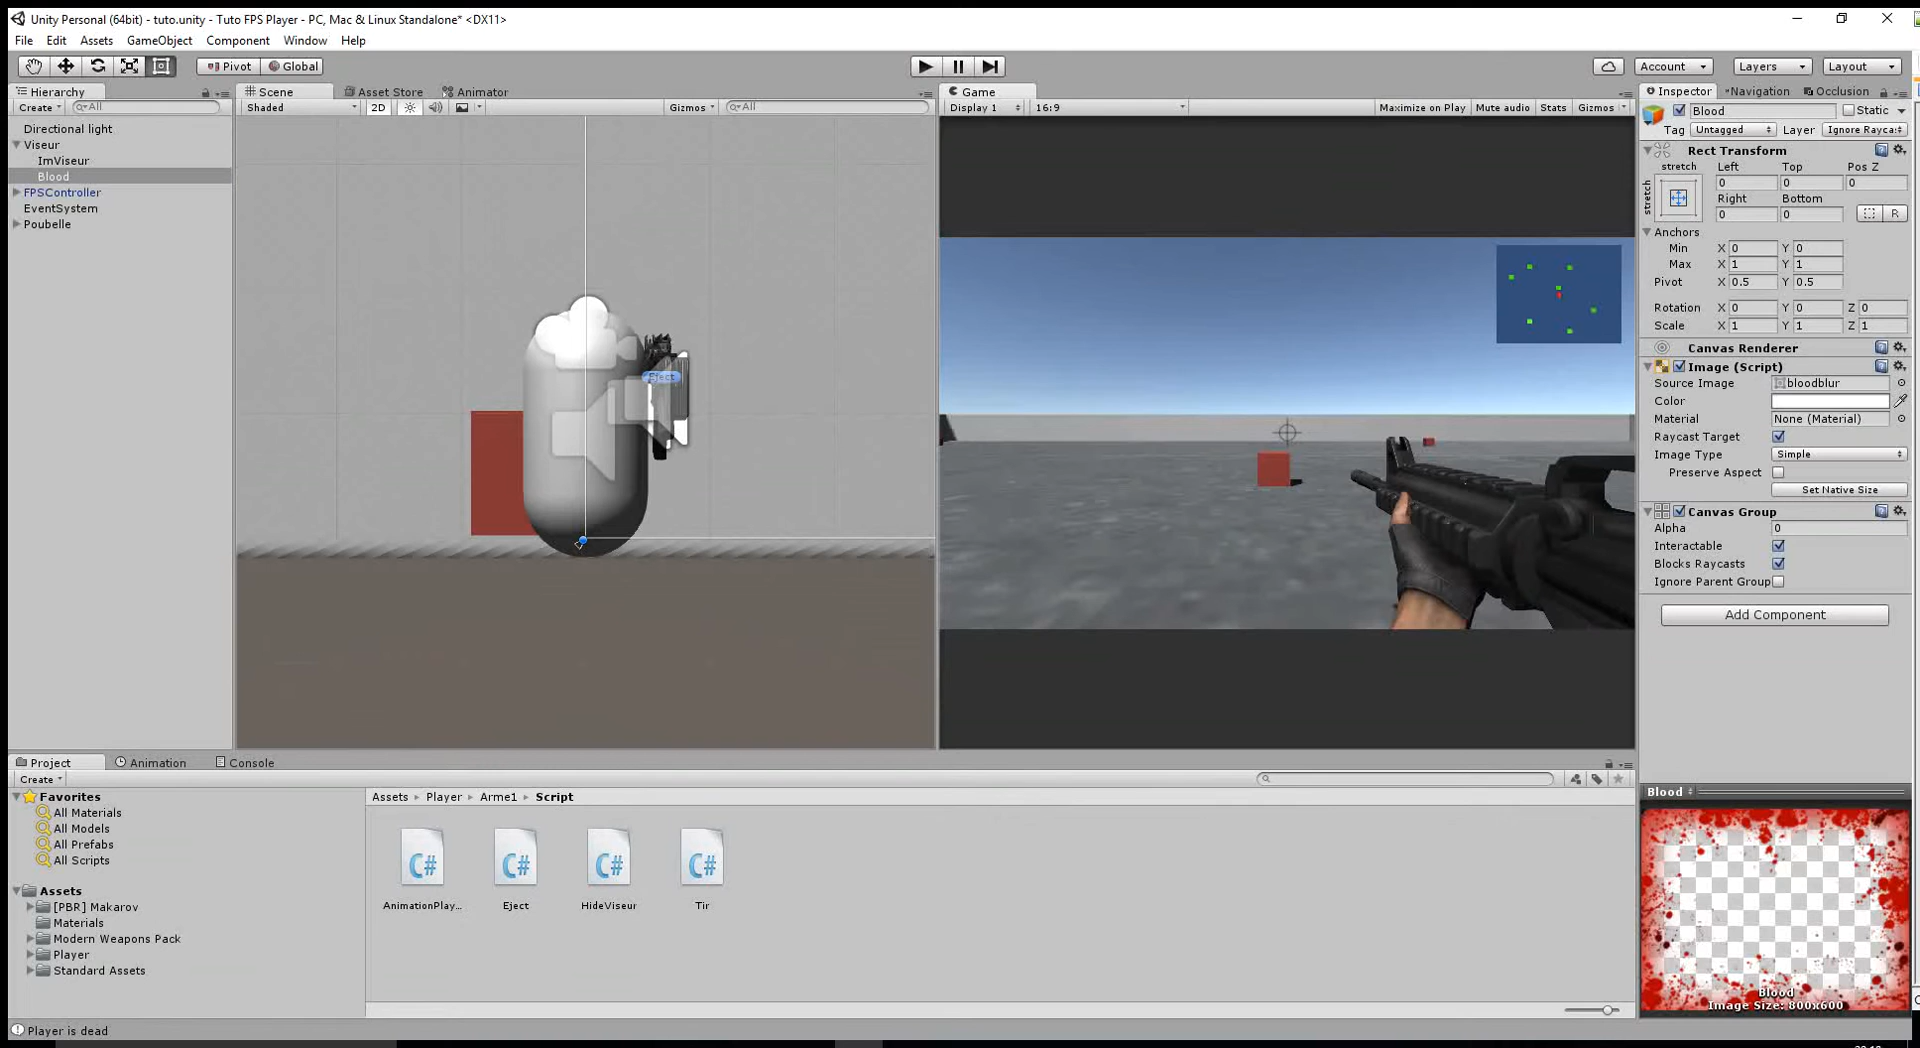 Unity Personal (64bit) - tuto.unity - Tuto FPS Player - PC, Mac & Linux Standalone* <DX11>
File Edit Assets GameObject Component Window Help
Pivot Global Account Layers Layout
Hierarchy Scene Asset Store Animator Game Inspector Navigation Occlusion
Create All Shaded 2D Gizmos All Display 1 16:9 Maximize on Play Mute audio Stats Gizmos
Blood Static
Tag Untagged Layer Ignore Rayca
Directional light
Viseur
ImViseur
Blood
FPSController
EventSystem
Poubelle
Eject
Rect Transform
stretch Left Top Pos Z
stretch
0 0 0
Right Bottom
0 0 R
Anchors
Min X 0 Y 0
Max X 1 Y 1
Pivot X 0.5 Y 0.5
Rotation X 0 Y 0 Z 0
Scale X 1 Y 1 Z 1
Canvas Renderer
Image (Script)
Source Image bloodblur
Color
Material None (Material)
Raycast Target
Image Type Simple
Preserve Aspect
Set Native Size
Canvas Group
Alpha 0
Interactable
Blocks Raycasts
Ignore Parent Group
Add Component
Project Animation Console
Create
Favorites
All Materials
All Models
All Prefabs
All Scripts
Assets
[PBR] Makarov
Materials
Modern Weapons Pack
Player
Standard Assets
Assets Player Arme1 Script
C# C# C# C#
AnimationPlay... Eject HideViseur Tir
Blood
Blood
Image Size: 800x600
Player is dead